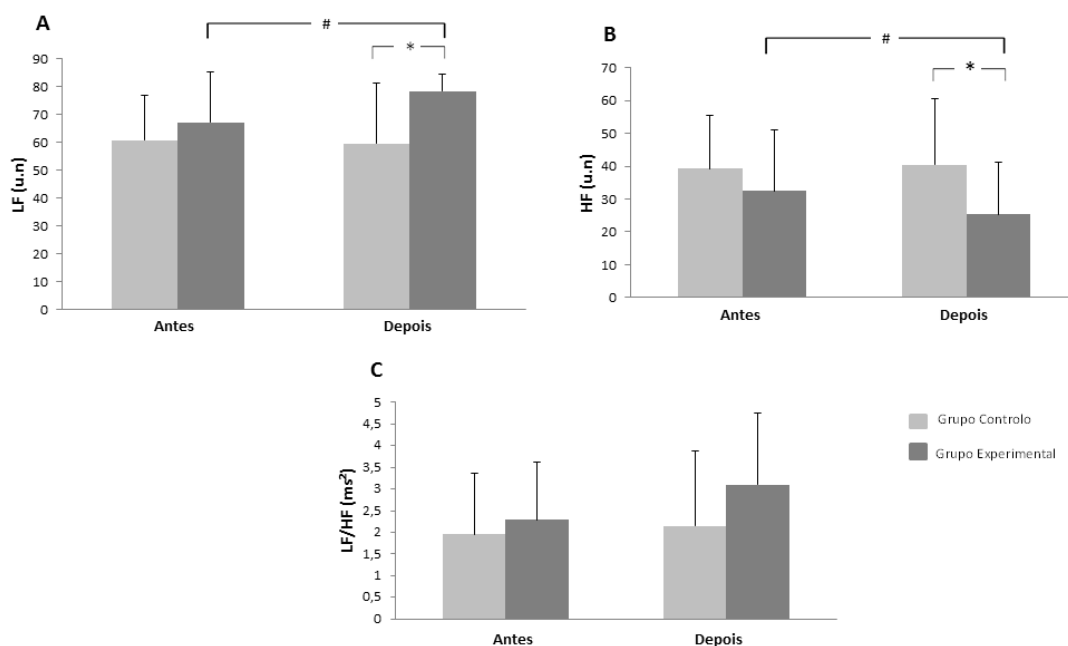 A
#
*
90
80
70
60
50
40
30
20
10
0
LF (u.n)
Antes
Depois
B
#
*
70
60
50
40
30
20
10
0
HF (u.n)
Antes
Depois
C
5
4,5
4
3,5
3
2,5
2
1,5
1
0,5
0
LF/HF (ms²)
Antes
Depois
Grupo Controlo
Grupo Experimental